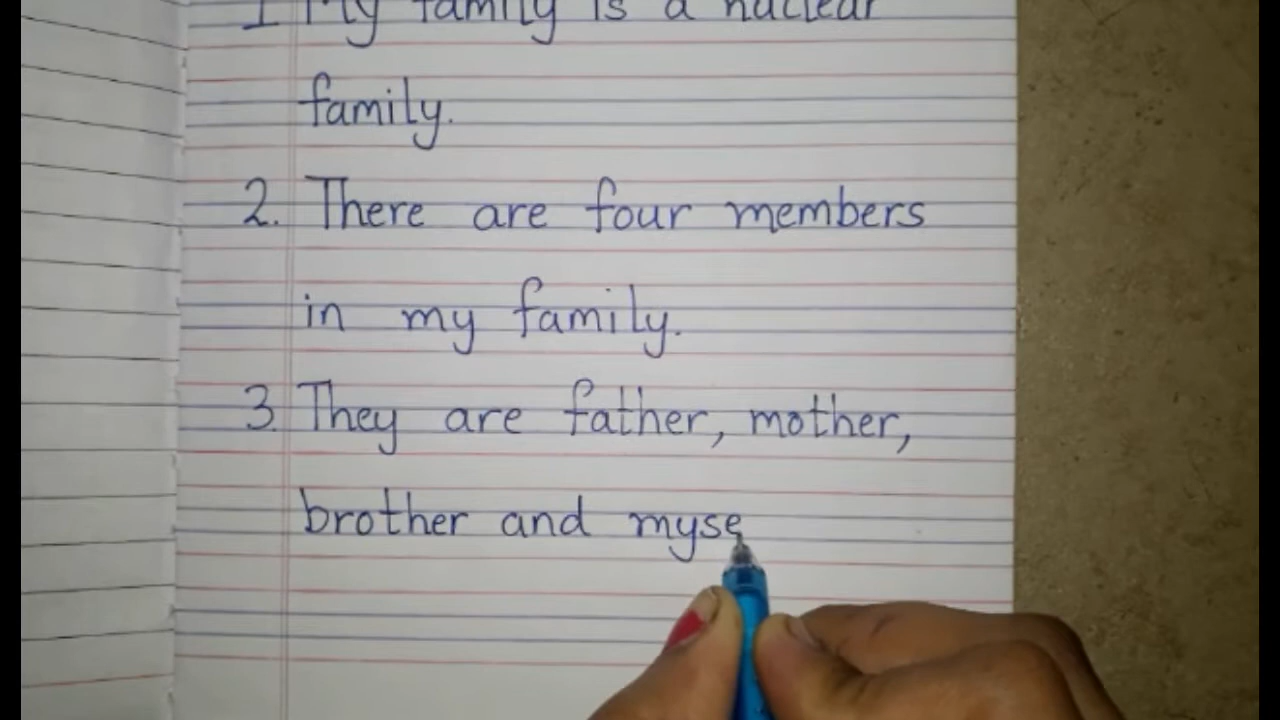 1 My family is a nuclear
family.
2. There are four members
in my family.
3. They are father, mother,
brother and myse